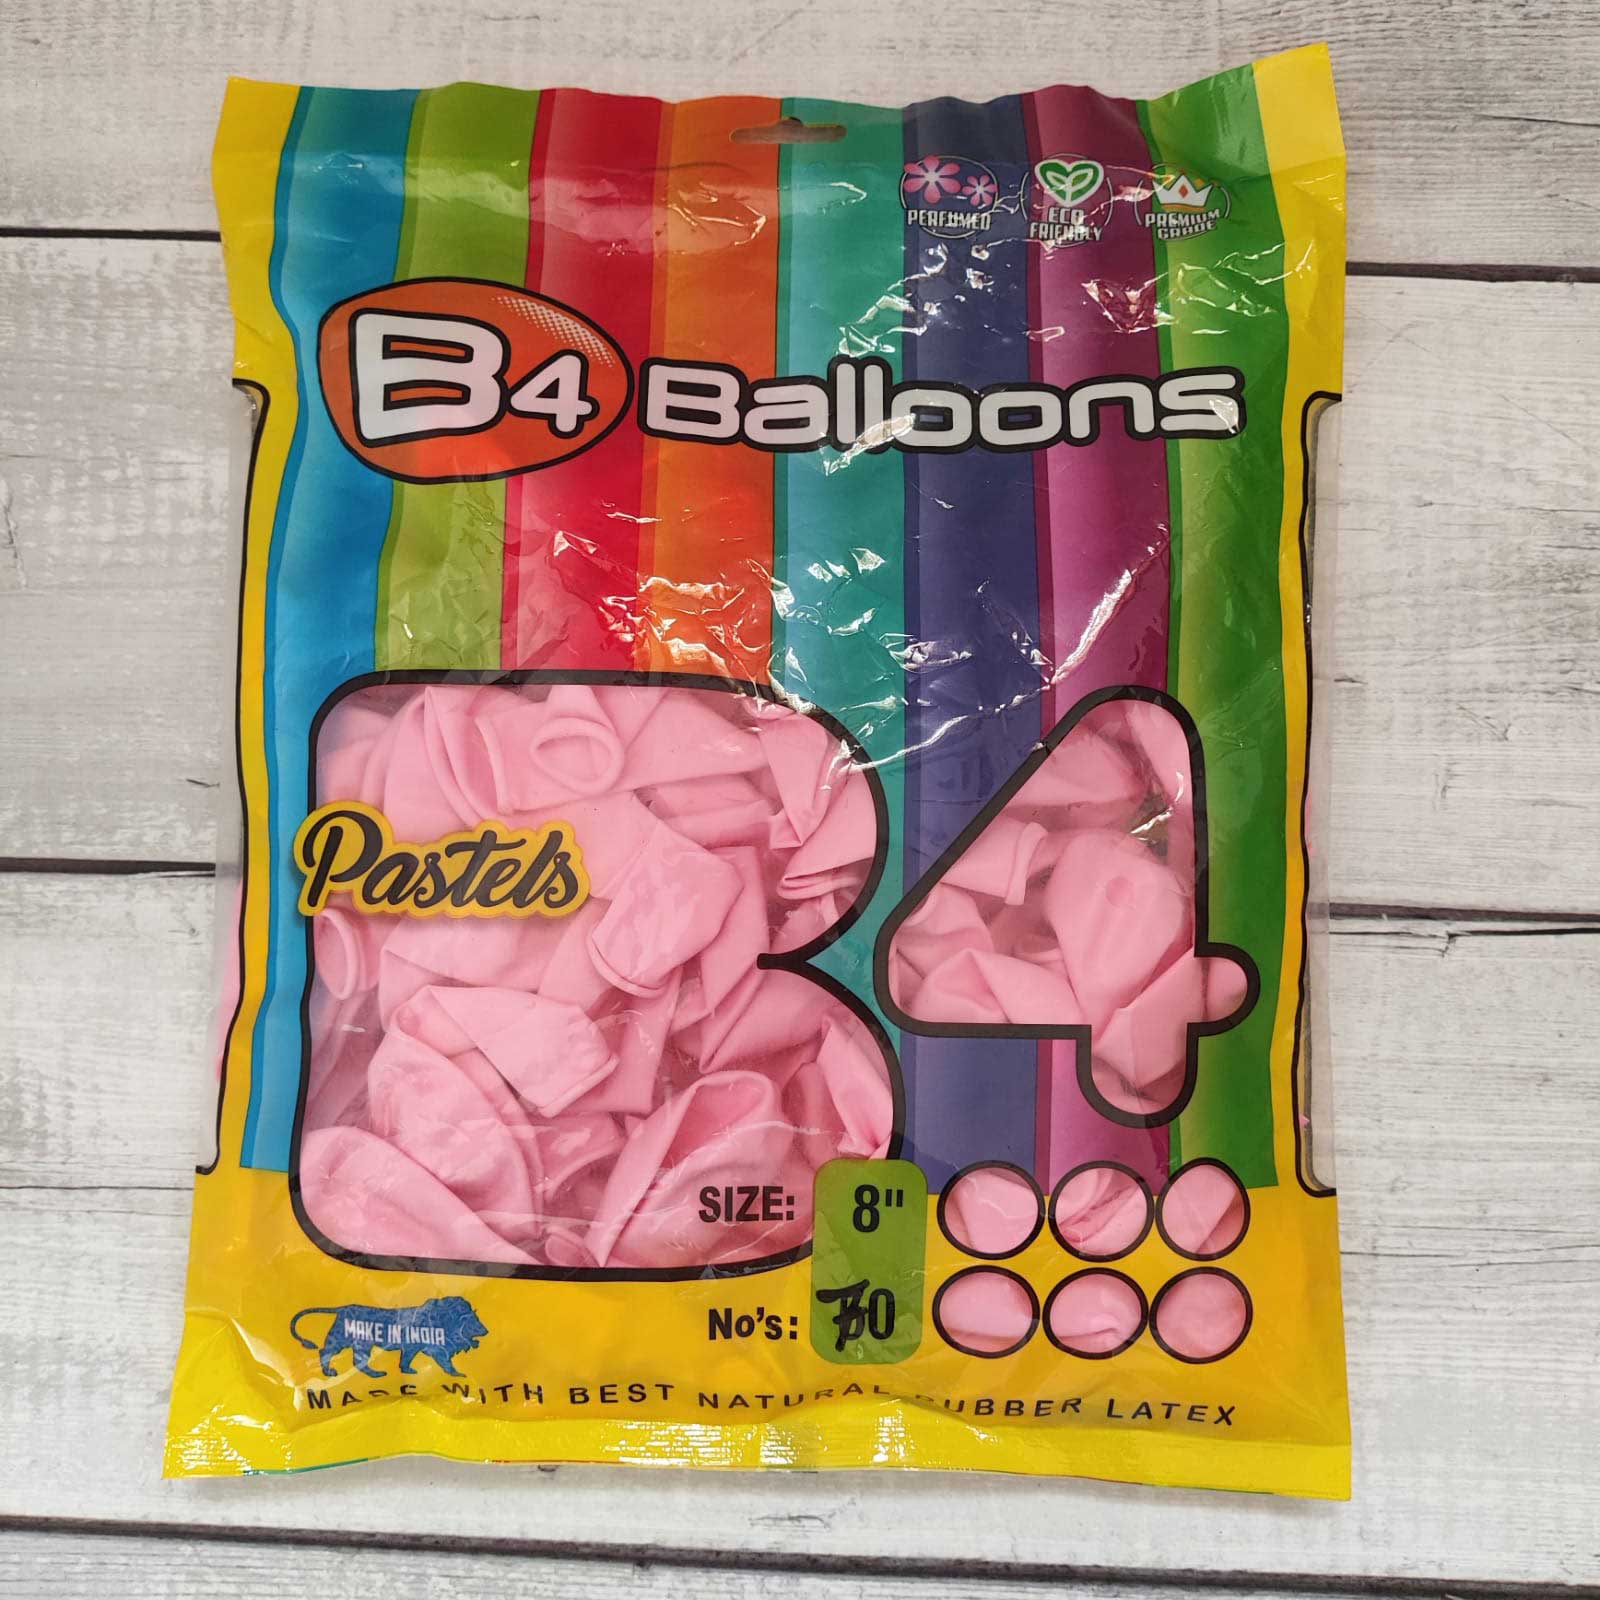 PERFUMED
ECO FRIENDLY
PREMIUM GRADE
B4 Balloons
Pastels
SIZE: 8"
No's: 70
MAKE IN INDIA
MADE WITH BEST NATURAL RUBBER LATEX